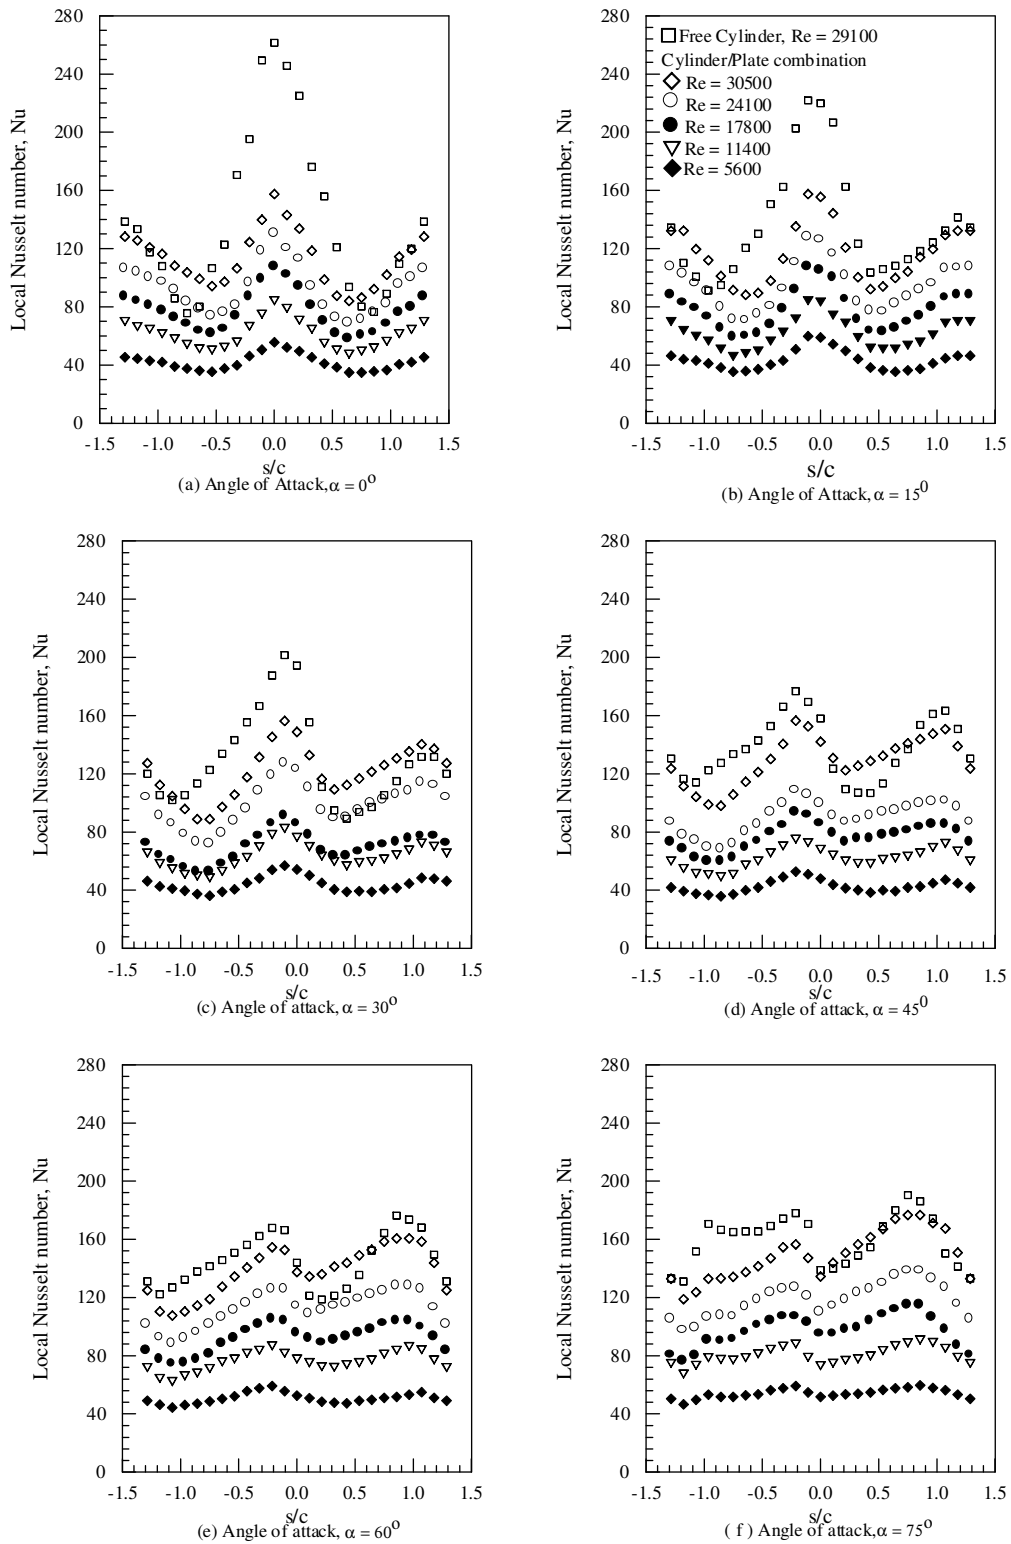 280
240
200
160
120
80
40
0
Local Nusselt number, Nu
-1.5 -1.0 -0.5 0.0 0.5 1.0 1.5
s/c
(a) Angle of Attack, α = 0⁰
280
240
200
160
120
80
40
0
Local Nusselt number, Nu
Free Cylinder, Re = 29100
Cylinder/Plate combination
Re = 30500
Re = 24100
Re = 17800
Re = 11400
Re = 5600
-1.5 -1.0 -0.5 0.0 0.5 1.0 1.5
s/c
(b) Angle of Attack, α = 15⁰
280
240
200
160
120
80
40
0
Local Nusselt number, Nu
-1.5 -1.0 -0.5 0.0 0.5 1.0 1.5
s/c
(c) Angle of attack, α = 30⁰
280
240
200
160
120
80
40
0
Local Nusselt number, Nu
-1.5 -1.0 -0.5 0.0 0.5 1.0 1.5
s/c
(d) Angle of attack, α = 45⁰
280
240
200
160
120
80
40
0
Local Nusselt number, Nu
-1.5 -1.0 -0.5 0.0 0.5 1.0 1.5
s/c
(e) Angle of attack, α = 60⁰
280
240
200
160
120
80
40
0
Local Nusselt number, Nu
-1.5 -1.0 -0.5 0.0 0.5 1.0 1.5
s/c
( f ) Angle of attack, α = 75⁰